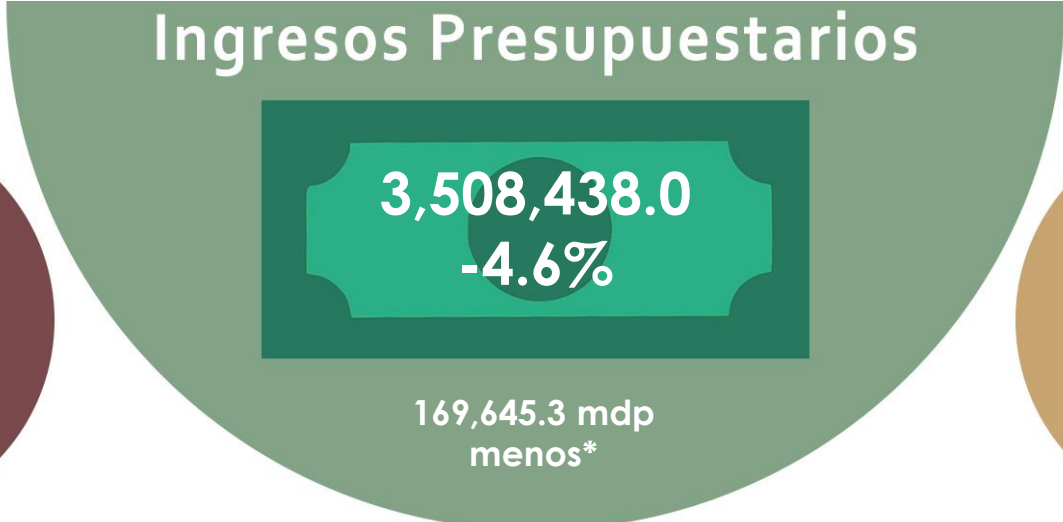 Ingresos Presupuestarios
3,508,438.0
-4.6%
169,645.3 mdp
menos*